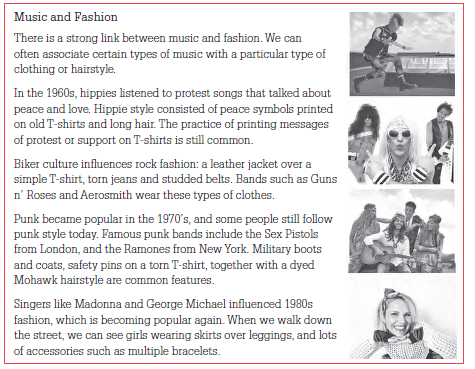 Music and Fashion
There is a strong link between music and fashion. We can
often associate certain types of music with a particular type of
clothing or hairstyle.
In the 1960s, hippies listened to protest songs that talked about
peace and love. Hippie style consisted of peace symbols printed
on old T-shirts and long hair. The practice of printing messages
of protest or support on T-shirts is still common.
Biker culture influences rock fashion: a leather jacket over a
simple T-shirt, torn jeans and studded belts. Bands such as Guns
n' Roses and Aerosmith wear these types of clothes.
Punk became popular in the 1970's, and some people still follow
punk style today. Famous punk bands include the Sex Pistols
from London, and the Ramones from New York. Military boots
and coats, safety pins on a torn T-shirt, together with a dyed
Mohawk hairstyle are common features.
Singers like Madonna and George Michael influenced 1980s
fashion, which is becoming popular again. When we walk down
the street, we can see girls wearing skirts over leggings, and lots
of accessories such as multiple bracelets.